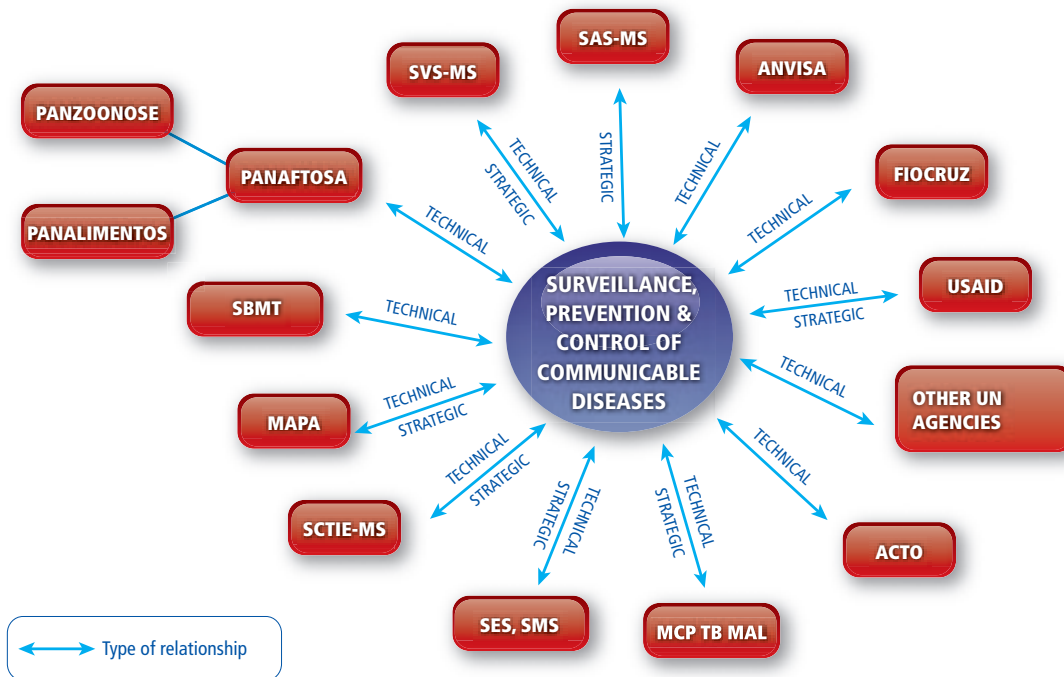 SAS-MS
SVS-MS
ANVISA
PANZOONOSE
PANAFTOSA
PANALIMENTOS
FIOCRUZ
TECHNICAL
STRATEGIC
STRATEGIC
TECHNICAL
TECHNICAL
TECHNICAL
SBMT
TECHNICAL
SURVEILLANCE,
PREVENTION &
CONTROL OF
COMMUNICABLE
DISEASES
TECHNICAL
STRATEGIC
USAID
MAPA
TECHNICAL
STRATEGIC
TECHNICAL
OTHER UN
AGENCIES
SCTIE-MS
TECHNICAL
STRATEGIC
STRATEGIC
TECHNICAL
STRATEGIC
TECHNICAL
TECHNICAL
ACTO
SES, SMS
MCP TB MAL
Type of relationship